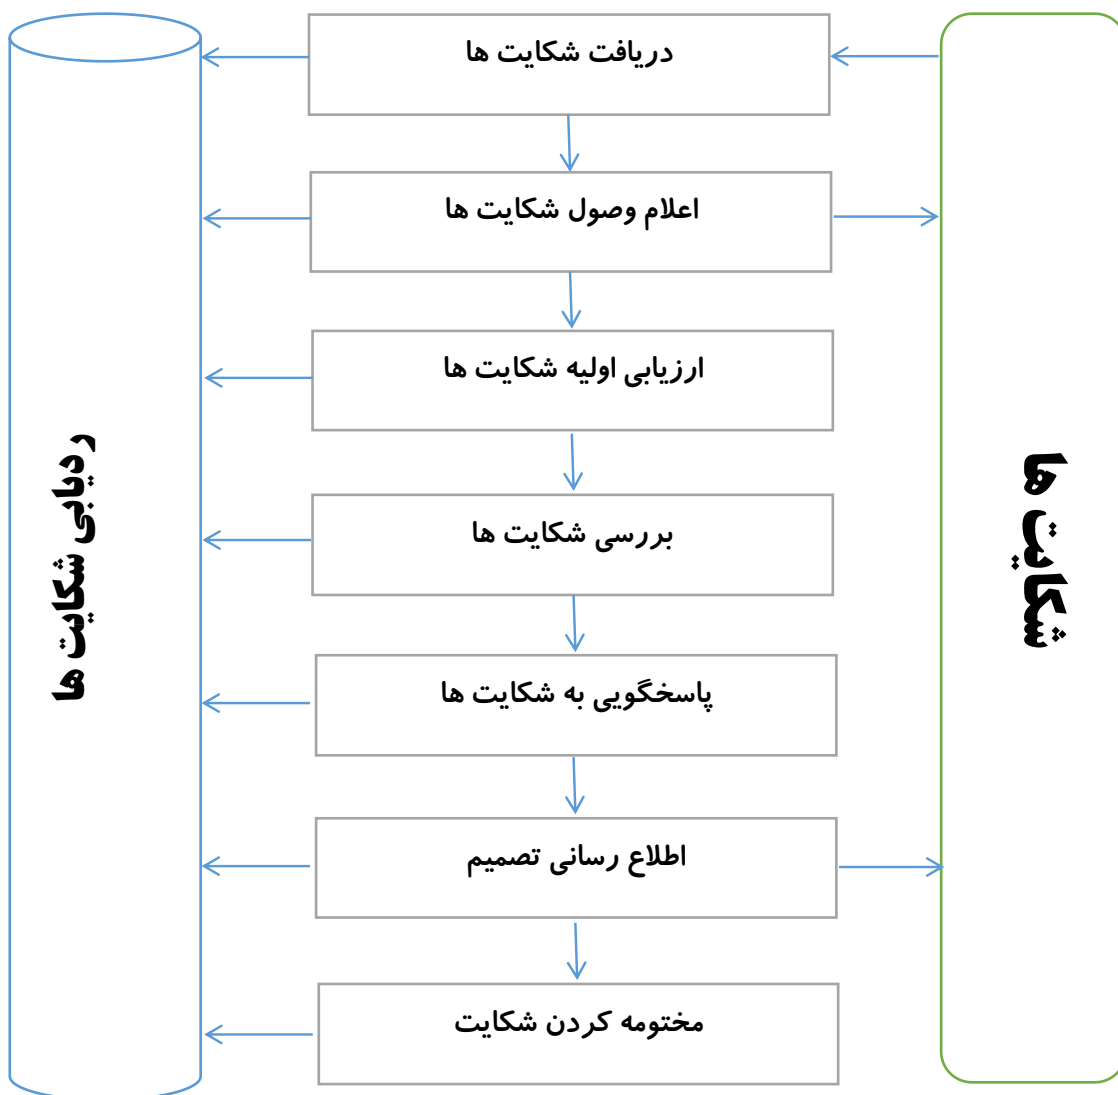 دریافت شکایت ها
اعلام وصول شکایت ها
ارزیابی اولیه شکایت ها
بررسی شکایت ها
پاسخگویی به شکایت ها
اطلاع رسانی تصمیم
مختومه کردن شکایت
شکایت ها
ردیابی شکایت ها